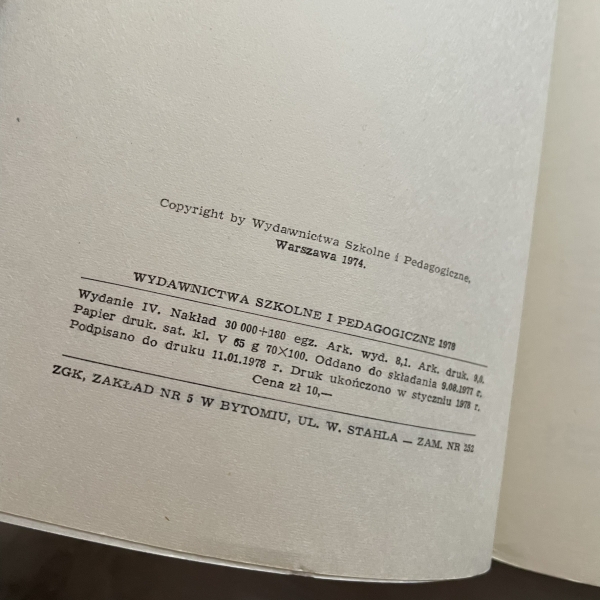 Copyright by Wydawnictwa Szkolne i Pedagogiczne,
Warszawa 1974.
WYDAWNICTWA SZKOLNE I PEDAGOGICZNE 1978
Wydanie IV. Nakład 30 000+180 egz. Ark. wyd. 8,1. Ark. druk. 9,6.
Papier druk. sat. kl. V 65 g 70×100. Oddano do składania 9.08.1977 r.
Podpisano do druku 11.01.1978 r. Druk ukończono w styczniu 1978 r.
Cena zł 10,—
ZGK, ZAKŁAD NR 5 W BYTOMIU, UL. W. STAHLA — ZAM. NR 252